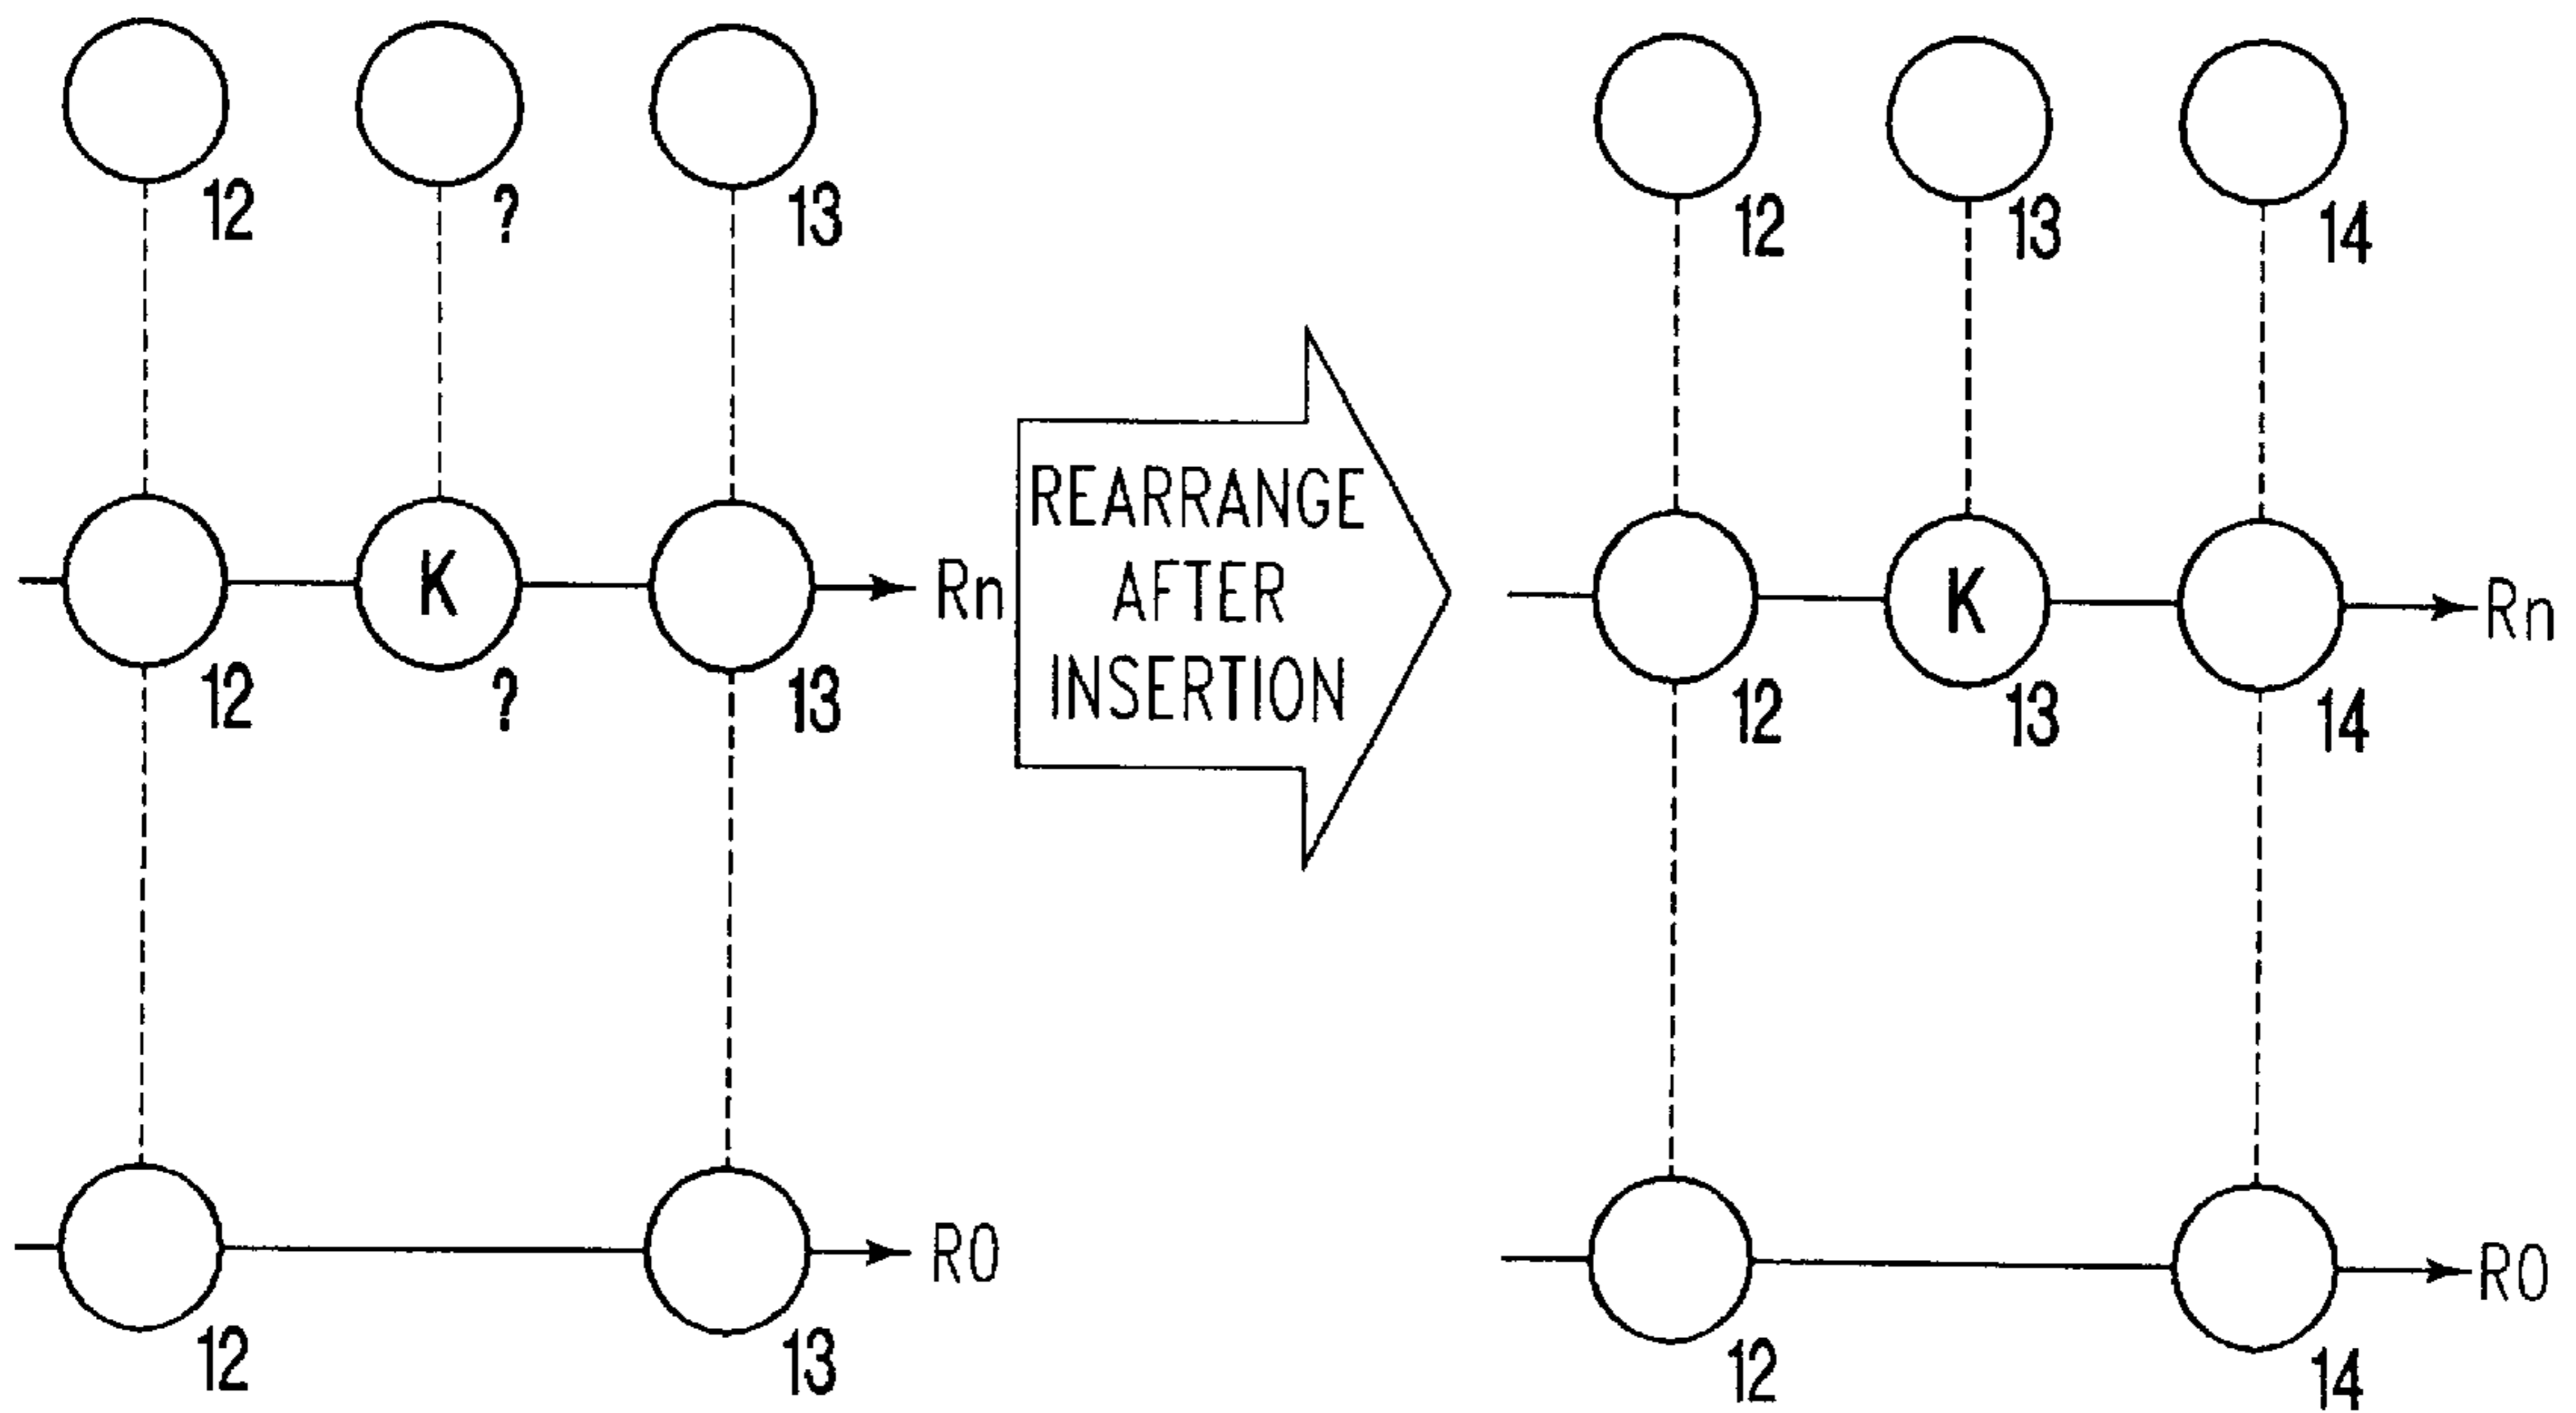 12 ? 13
12 13 14
K
Rn
REARRANGE
AFTER
INSERTION
K
Rn
12 ? 13
12 13 14
R0
R0
12 13
12 14